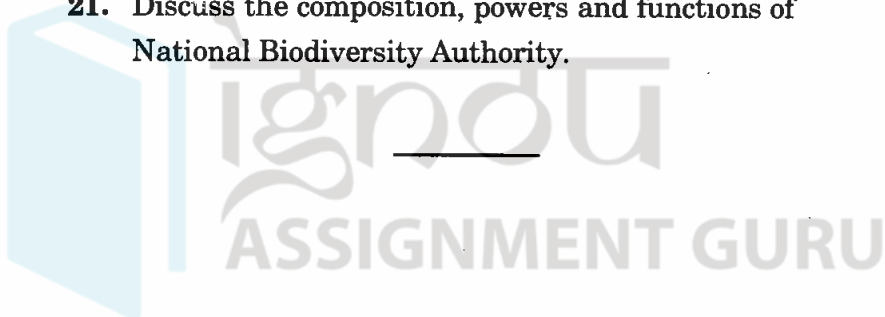 21. Discuss the composition, powers and functions of
National Biodiversity Authority.
ignou
ASSIGNMENT GURU